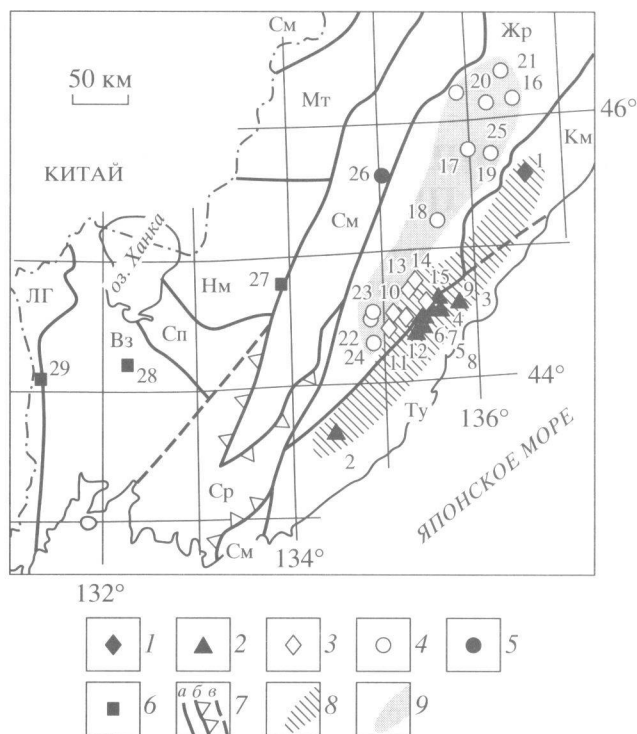 См
Жр
50 км
Мт
20
21
16
46°
25
Км
КИТАЙ
26
17
19
1
См
18
оз. Ханка
14
13
15
ЛГ
Нм
27
10
9
3
23
Сп
4
Вз
22
6
7
29
28
24
11
12
5
8
44°
Ту
136°
2
ЯПОНСКОЕ МОРЕ
Ср
См
134°
132°
1
2
3
4
5
а б в
6
7
8
9